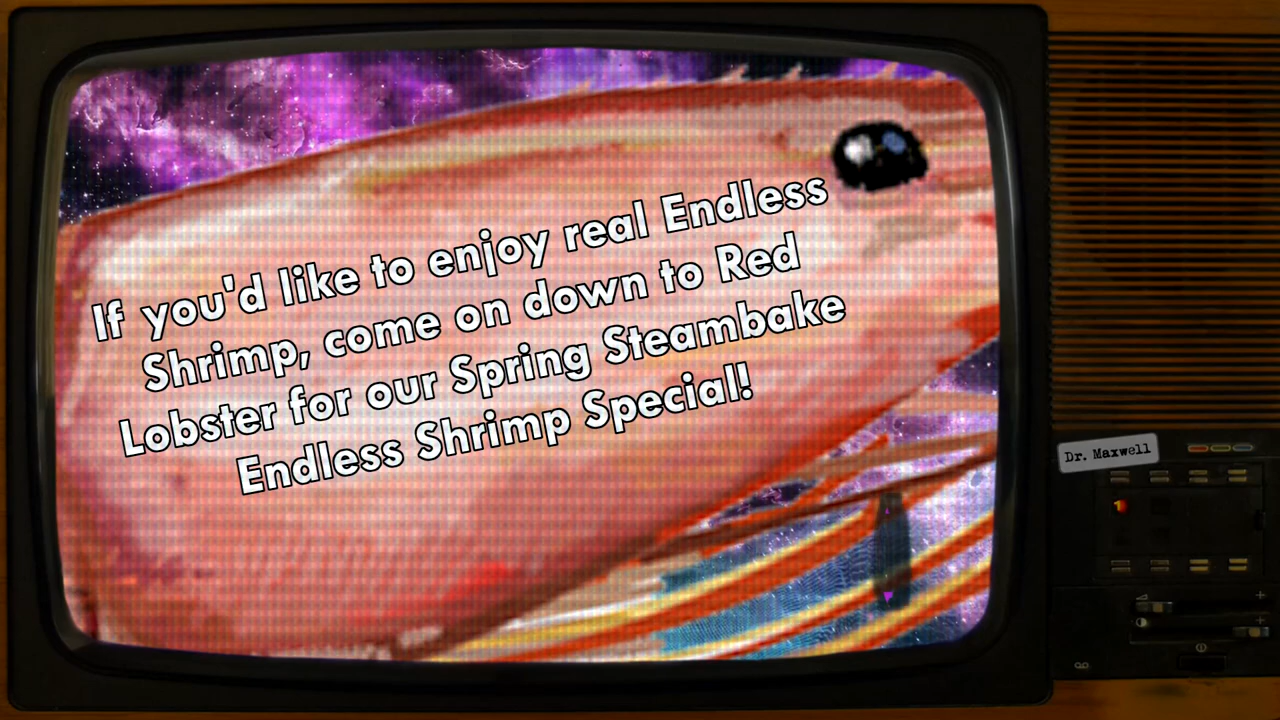 If you'd like to enjoy real Endless
Shrimp, come on down to Red
Lobster for our Spring Steambake
Endless Shrimp Special!
Dr. Maxwell